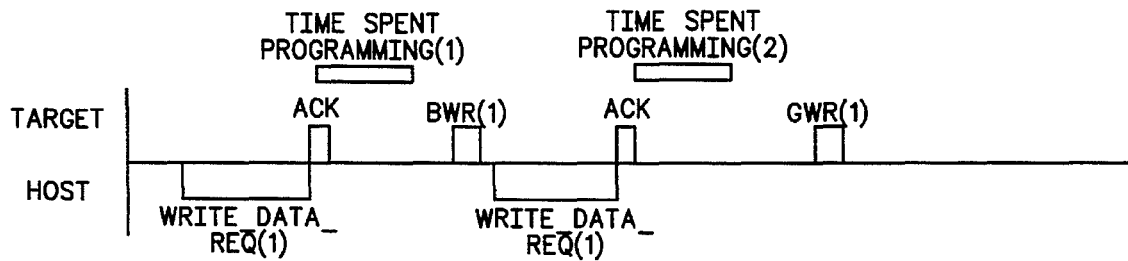 TIME SPENT
PROGRAMMING(1)
TIME SPENT
PROGRAMMING(2)
TARGET
ACK
BWR(1)
ACK
GWR(1)
HOST
WRITE_DATA_
REQ(1)
WRITE_DATA_
REQ(1)